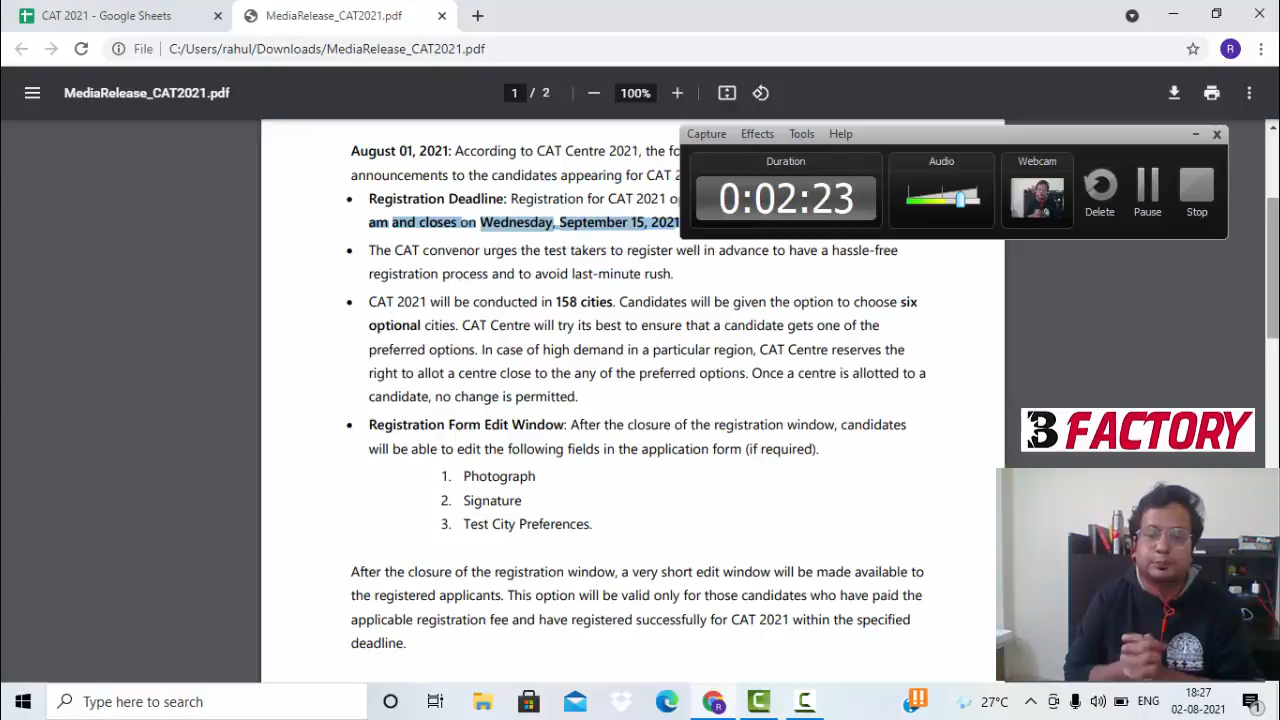 CAT 2021 - Google Sheets
MediaRelease_CAT2021.pdf
File
C:/Users/rahul/Downloads/MediaRelease_CAT2021.pdf
R
MediaRelease_CAT2021.pdf
1 / 2
100%
August 01, 2021: According to CAT Centre 2021, the fo
announcements to the candidates appearing for CAT 2
Capture Effects Tools Help
Duration
Audio
Webcam
0:02:23
Delete
Pause
Stop
• Registration Deadline: Registration for CAT 2021 o
am and closes on Wednesday, September 15, 2021
• The CAT convenor urges the test takers to register well in advance to have a hassle-free
registration process and to avoid last-minute rush.
• CAT 2021 will be conducted in 158 cities. Candidates will be given the option to choose six
optional cities. CAT Centre will try its best to ensure that a candidate gets one of the
preferred options. In case of high demand in a particular region, CAT Centre reserves the
right to allot a centre close to the any of the preferred options. Once a centre is allotted to a
candidate, no change is permitted.
• Registration Form Edit Window: After the closure of the registration window, candidates
will be able to edit the following fields in the application form (if required).
1. Photograph
2. Signature
3. Test City Preferences.
After the closure of the registration window, a very short edit window will be made available to
the registered applicants. This option will be valid only for those candidates who have paid the
applicable registration fee and have registered successfully for CAT 2021 within the specified
deadline.
3 FACTORY
Type here to search
27°C
ENG
18:27
02-08-2021
1